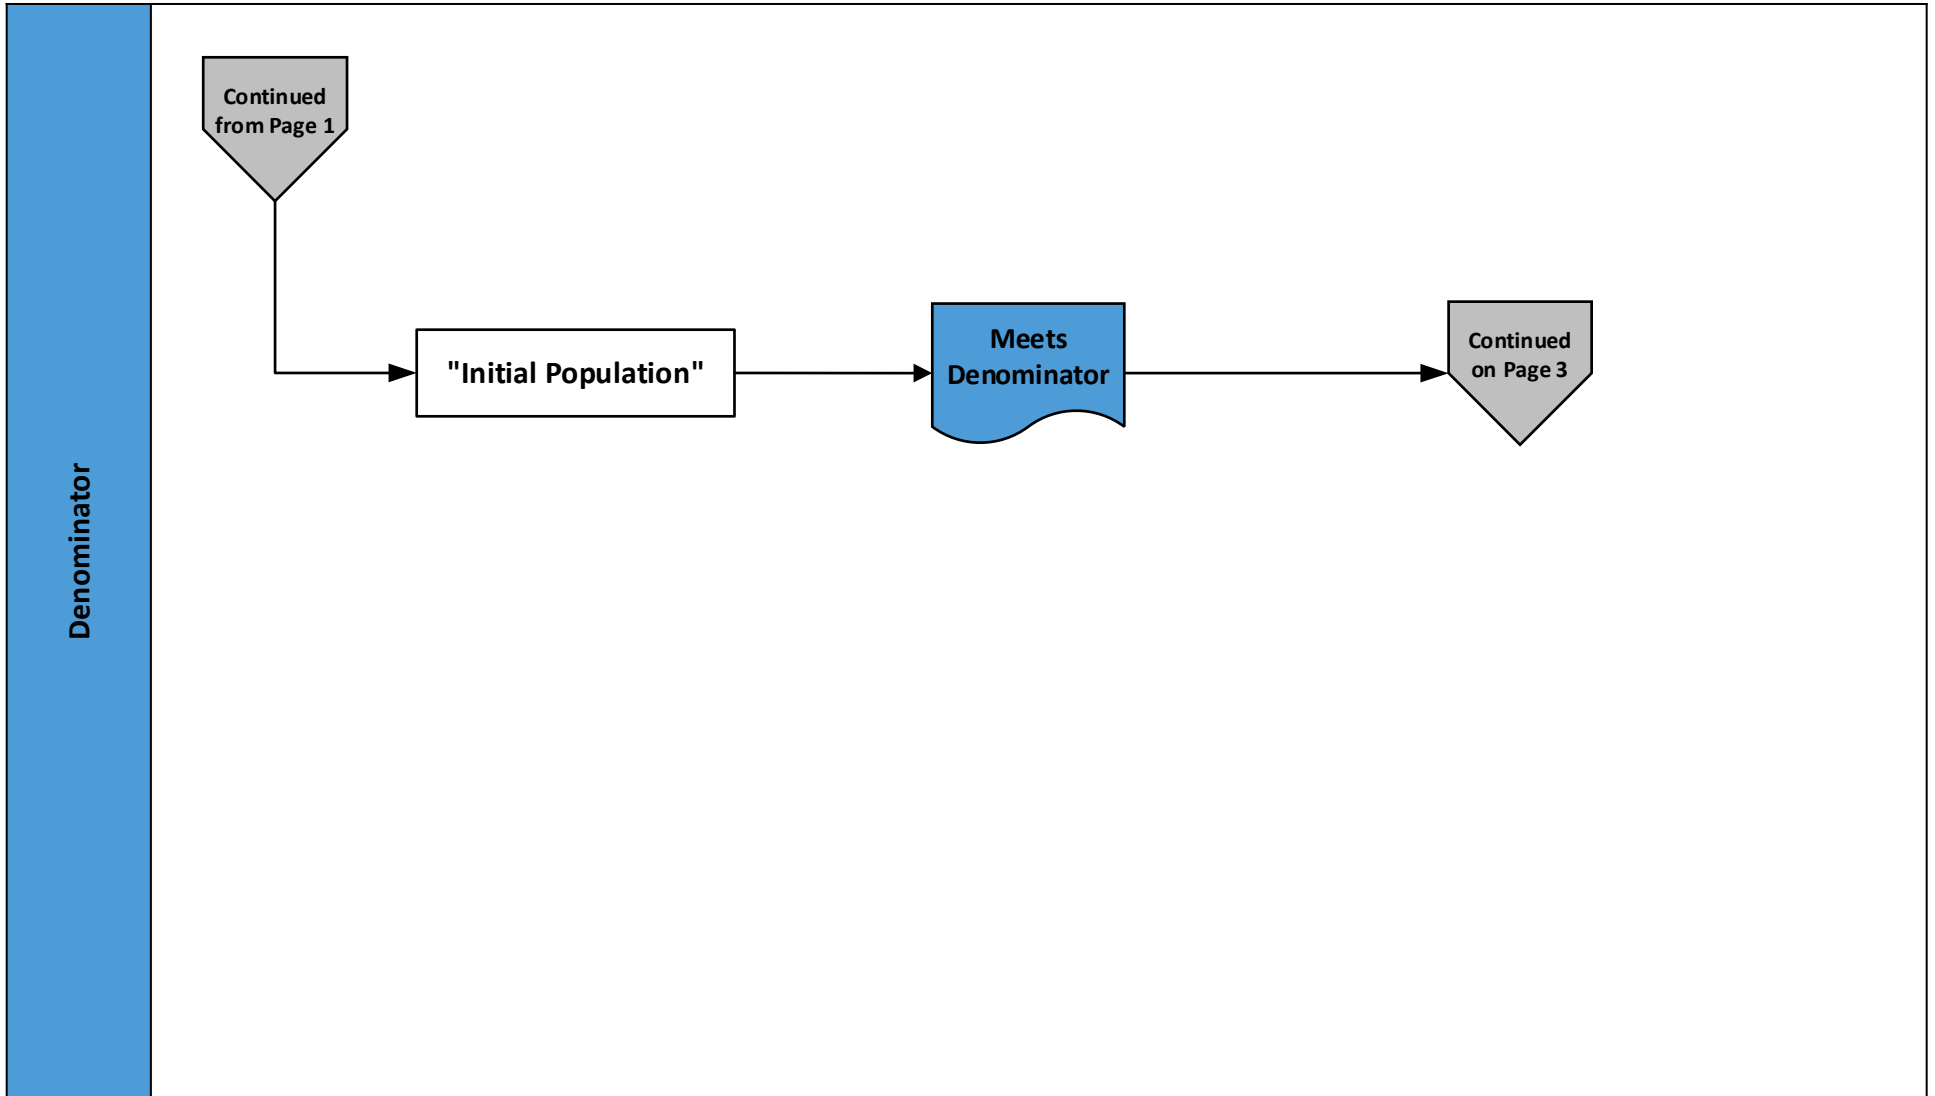 Denominator
Continued
from Page 1
"Initial Population"
Meets
Denominator
Continued
on Page 3